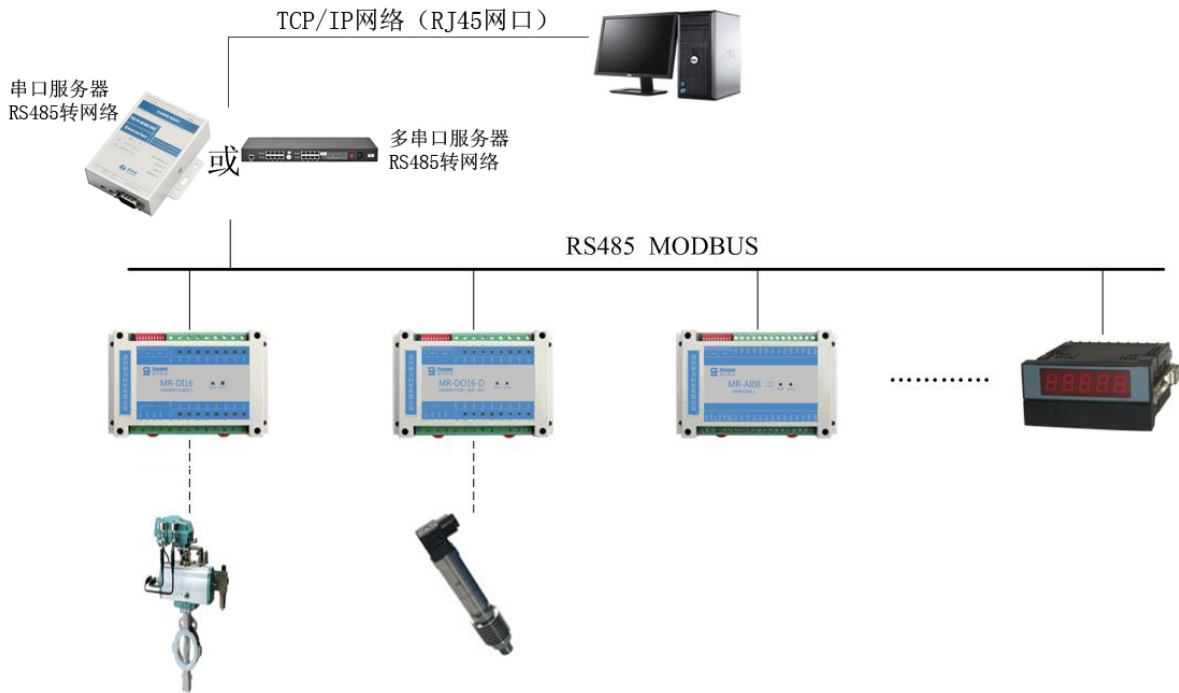 TCP/IP网络（RJ45网口）
串口服务器
RS485转网络
或
多串口服务器
RS485转网络
RS485 MODBUS
MR-DI16
MR-DO16-D
MR-AI08